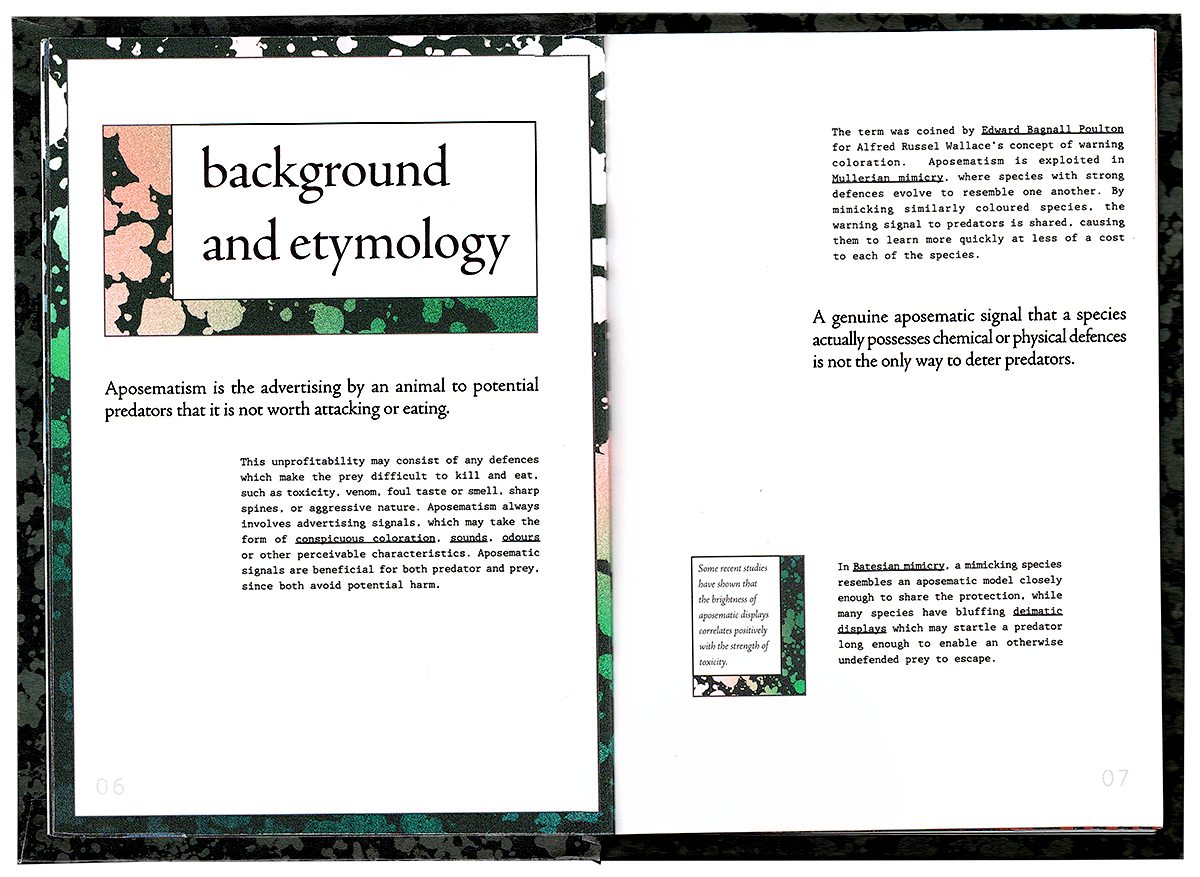 background
and etymology
Aposematism is the advertising by an animal to potential
predators that it is not worth attacking or eating.
This unprofitability may consist of any defences
which make the prey difficult to kill and eat,
such as toxicity, venom, foul taste or smell, sharp
spines, or aggressive nature. Aposematism always
involves advertising signals, which may take the
form of conspicuous coloration, sounds, odours
or other perceivable characteristics. Aposematic
signals are beneficial for both predator and prey,
since both avoid potential harm.
06
The term was coined by Edward Bagnall Poulton
for Alfred Russel Wallace's concept of warning
coloration. Aposematism is exploited in
Mullerian mimicry, where species with strong
defences evolve to resemble one another. By
mimicking similarly coloured species, the
warning signal to predators is shared, causing
them to learn more quickly at less of a cost
to each of the species.
A genuine aposematic signal that a species
actually possesses chemical or physical defences
is not the only way to deter predators.
Some recent studies
have shown that
the brightness of
aposematic displays
correlates positively
with the strength of
toxicity.
In Batesian mimicry, a mimicking species
resembles an aposematic model closely
enough to share the protection, while
many species have bluffing deimatic
displays which may startle a predator
long enough to enable an otherwise
undefended prey to escape.
07